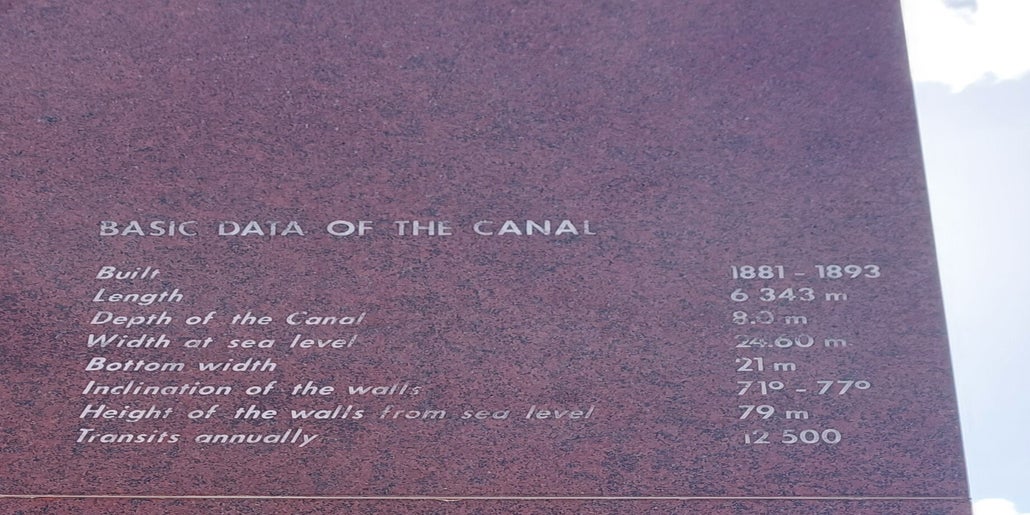 BASIC DATA OF THE CANAL
Built 1881 - 1893
Length 6 343 m
Depth of the Canal 8.0 m
Width at sea level 24.60 m
Bottom width 21 m
Inclination of the walls 71° - 77°
Height of the walls from sea level 79 m
Transits annually 12 500